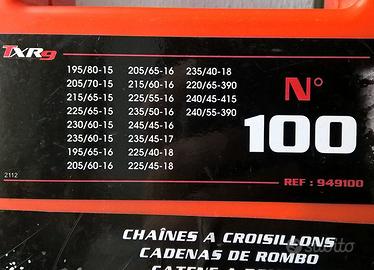 TXR9
195/80-15 205/65-16 235/40-18
205/70-15 215/60-16 220/65-390
215/65-15 225/55-16 240/45-415
225/65-15 235/50-16 240/55-390
230/60-15 245/45-16
235/60-15 235/45-17
195/65-16 225/40-18
205/60-16 225/45-18
N°
100
2112
REF : 949100
CHAÎNES A CROISILLONS
CADENAS DE ROMBO
subito